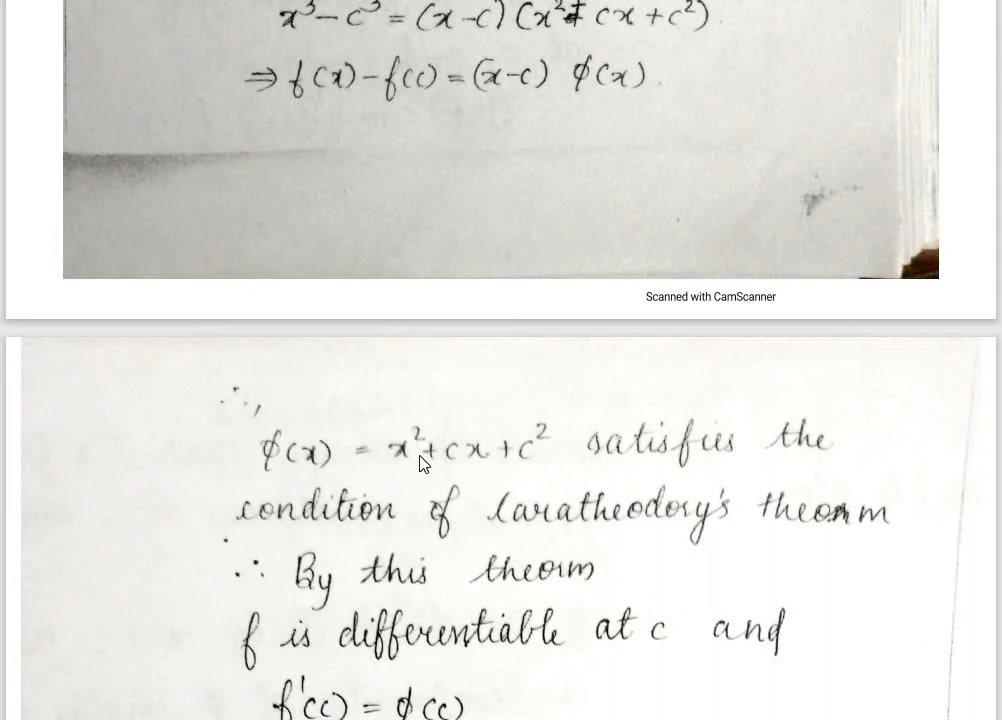 x³ - c³ = (x - c) (x² + cx + c²)
⇒ f(x) - f(c) = (x-c) φ(x).
Scanned with CamScanner
∴,
φ(x) = x² + cx + c² satisfies the
condition of Caratheodory's theorm
∴ By this theorm
f is differentiable at c and
f'(c) = φ(c)